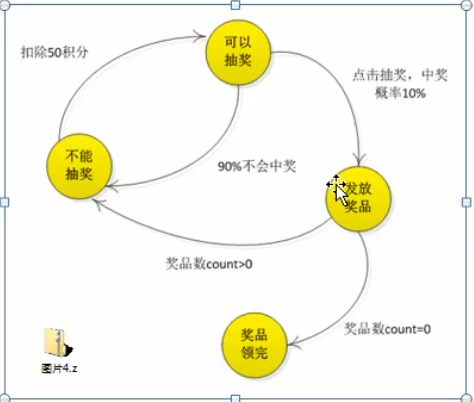 扣除50积分
可以
抽奖
点击抽奖，中奖
概率10%
不能
抽奖
90%不会中奖
发放
奖品
奖品数count>0
奖品数count=0
奖品
领完
图片4.z